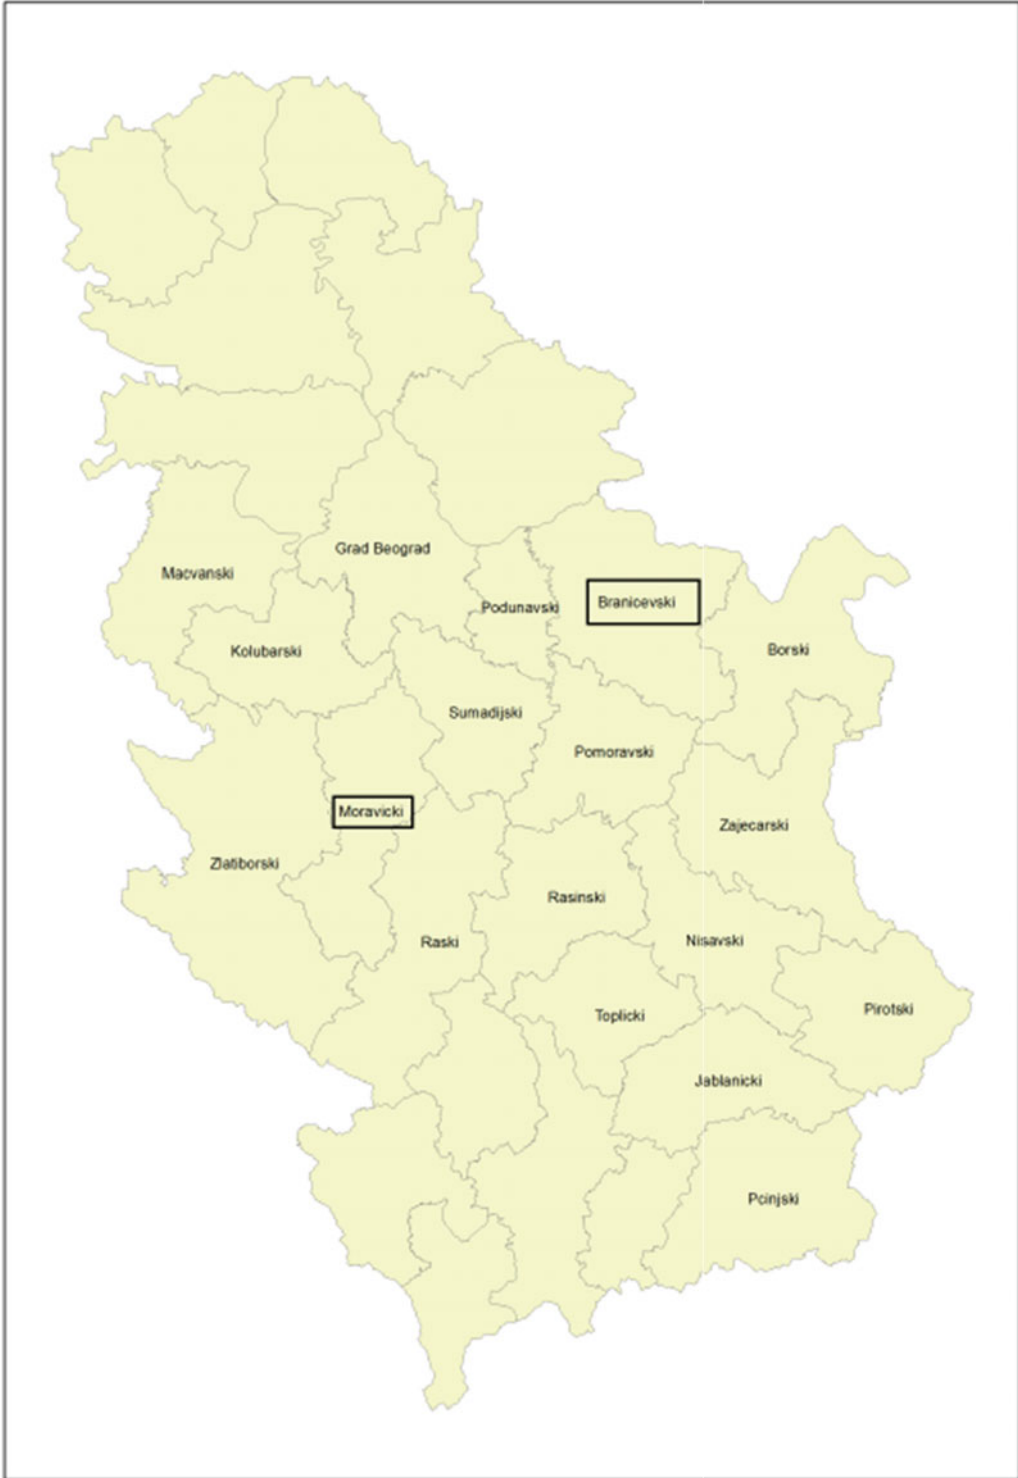 Grad Beograd
Macvanski
Podunavski
Branicevski
Kolubarski
Borski
Sumadijski
Pomoravski
Moravicki
Zajecarski
Zlatiborski
Rasinski
Raski
Nisavski
Pirotski
Toplicki
Jablanicki
Pcinjski